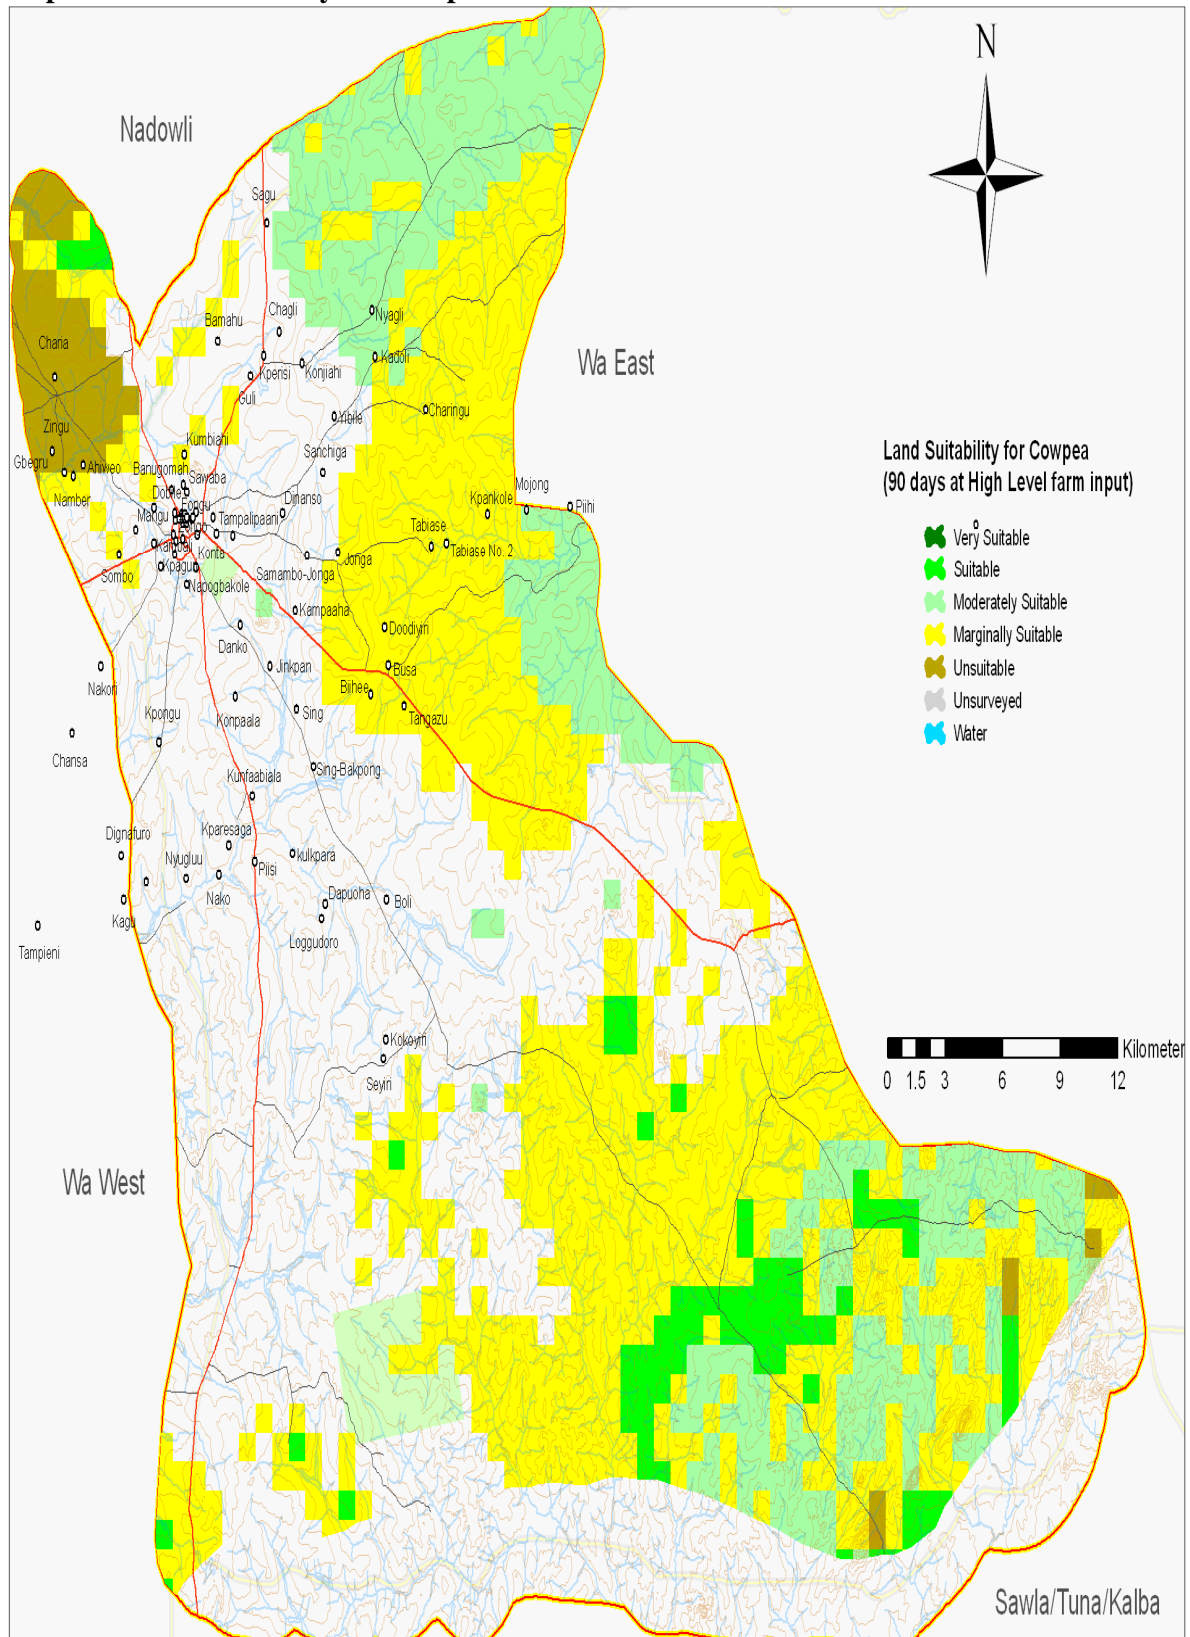 N
Nadowli
Sagu
Chagli
Bamahu
Nyagli
Chana
Kadoli
Kperisi
Konjiahi
Guli
Charingu
Yibile
Zingu
Kumbiahi
Gbegru
Ahiweo
Banugomah
Sanchiga
Sawaba
Namber
Dinanso
Mojong
Kpankole
Piihi
Tampalipaani
Tabiase
Tabiase No. 2
Jonga
Konta
Kpagu
Sombo
Samambo-Jonga
Napogbakole
Kampaaha
Danko
Doodiyiri
Jinkpan
Busa
Nakori
Biihee
Konpaala
Sing
Tangazu
Kpongu
Chansa
Sing-Bakpong
Kunfaabiala
Dignafuro
Kparesaga
Nyugluu
Piisi
kulkpara
Nako
Dapuoha
Boli
Kagu
Loggudoro
Tampieni
Kokoyiri
Seyiri
Wa East
Wa West
Sawla/Tuna/Kalba
Land Suitability for Cowpea
(90 days at High Level farm input)
Very Suitable
Suitable
Moderately Suitable
Marginally Suitable
Unsuitable
Unsurveyed
Water
Kilometer
0 1.5 3 6 9 12